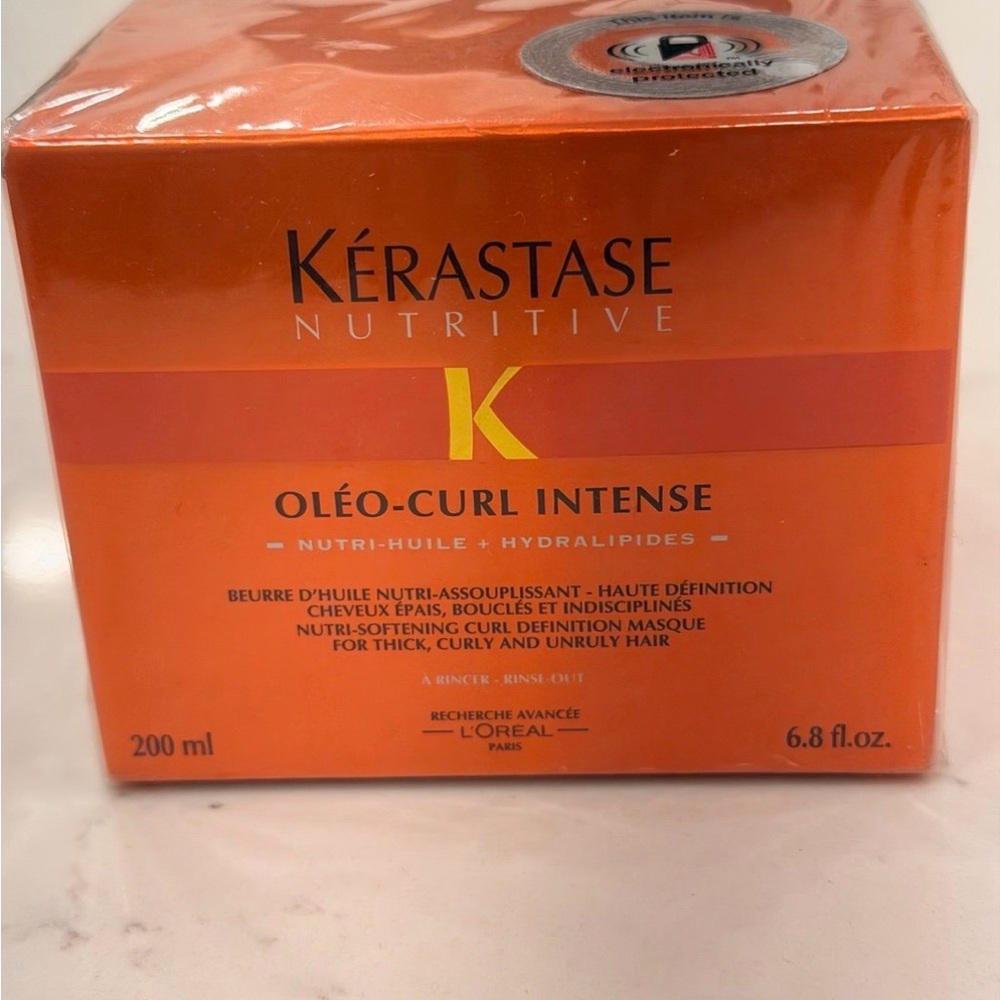 This item is
electronically
protected
KÉRASTASE
NUTRITIVE
K
OLÉO-CURL INTENSE
- NUTRI-HUILE + HYDRALIPIDES -
BEURRE D'HUILE NUTRI-ASSOUPLISSANT - HAUTE DÉFINITION
CHEVEUX ÉPAIS, BOUCLÉS ET INDISCIPLINÉS
NUTRI-SOFTENING CURL DEFINITION MASQUE
FOR THICK, CURLY AND UNRULY HAIR
À RINCER - RINSE-OUT
RECHERCHE AVANCÉE
— L'ORÉAL —
PARIS
200 ml
6.8 fl.oz.